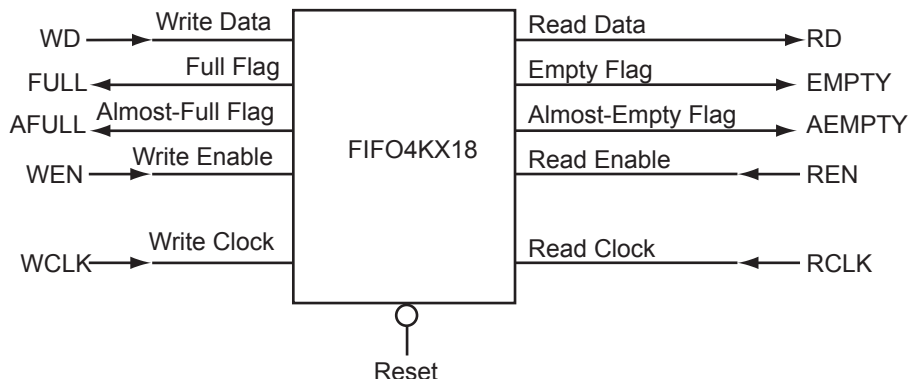 WD Write Data Read Data RD
FULL Full Flag Empty Flag EMPTY
AFULL Almost-Full Flag Almost-Empty Flag AEMPTY
FIFO4KX18
WEN Write Enable Read Enable REN
WCLK Write Clock Read Clock RCLK
Reset